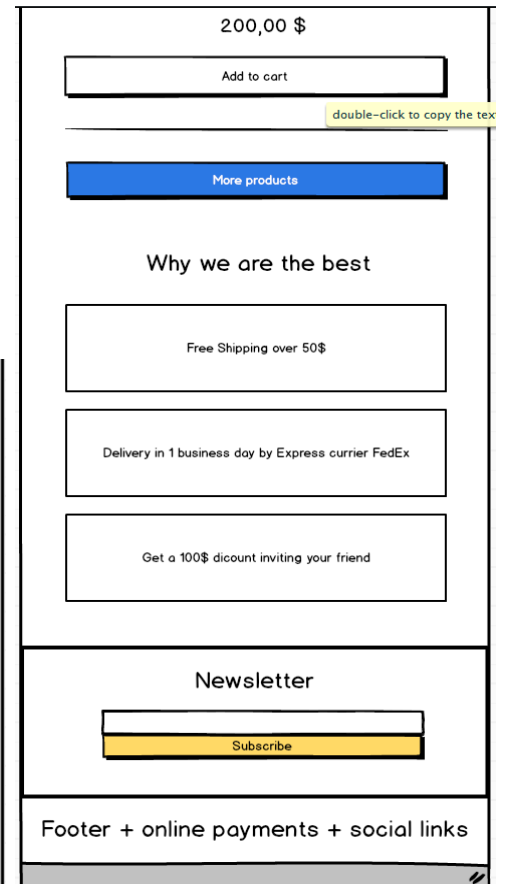 200,00 $
Add to cart
double-click to copy the tex
More products
Why we are the best
Free Shipping over 50$
Delivery in 1 business day by Express currier FedEx
Get a 100$ dicount inviting your friend
Newsletter
Subscribe
Footer + online payments + social links